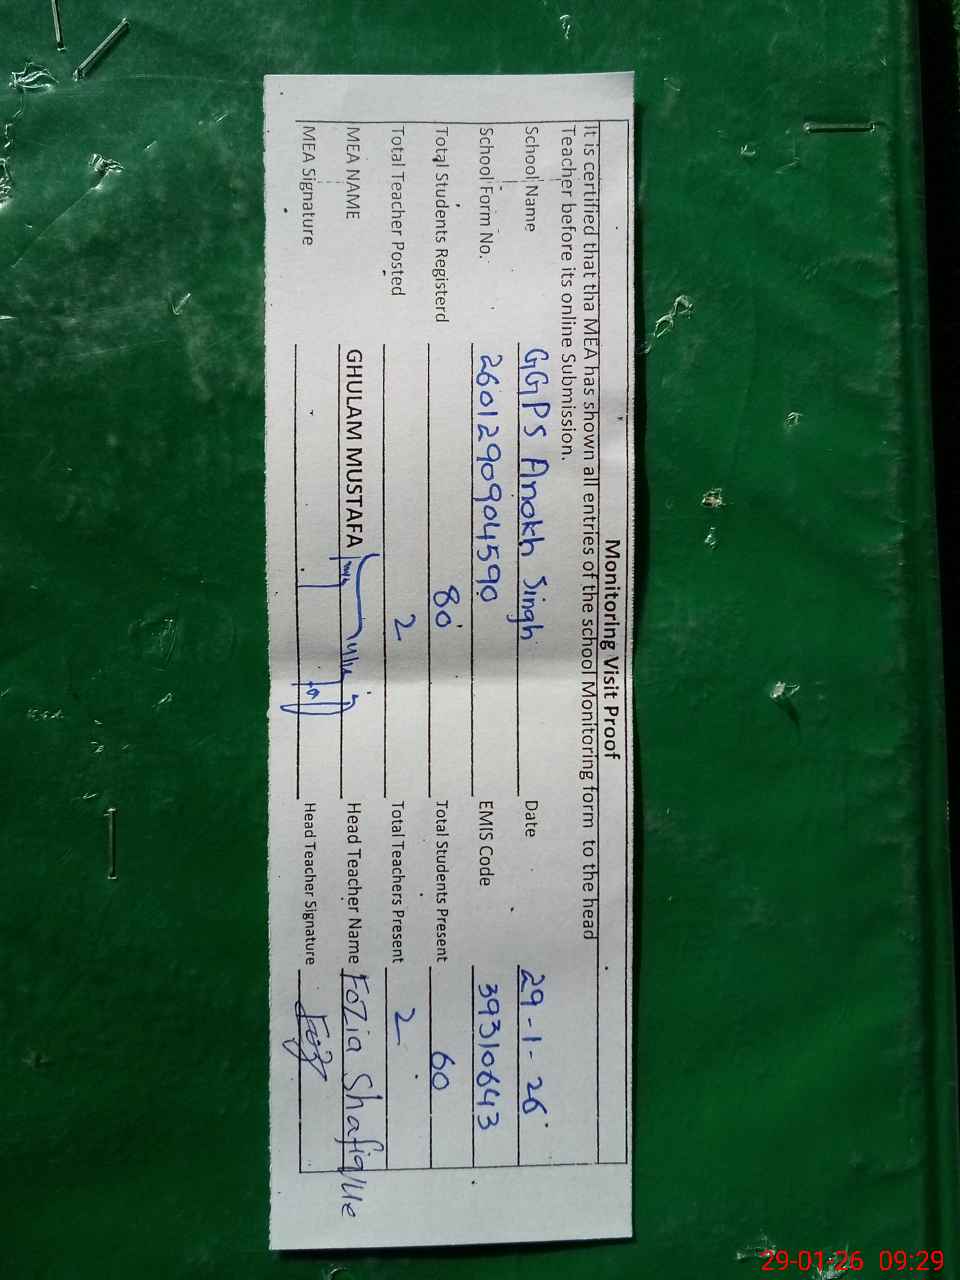 Monitoring Visit Proof
It is certified that tha MEA has shown all entries of the school Monitoring form to the head
Teacher before its online Submission.
School Name GGPS Anokh Singh Date 29-1-26
School Form No. 260129090904590 EMIS Code 39310643
Total Students Registerd 80 Total Students Present 60
Total Teacher Posted 2 Total Teachers Present 2
MEA NAME GHULAM MUSTAFA Head Teacher Name Fozia Shafique
MEA Signature Head Teacher Signature
29-01-26 09:29